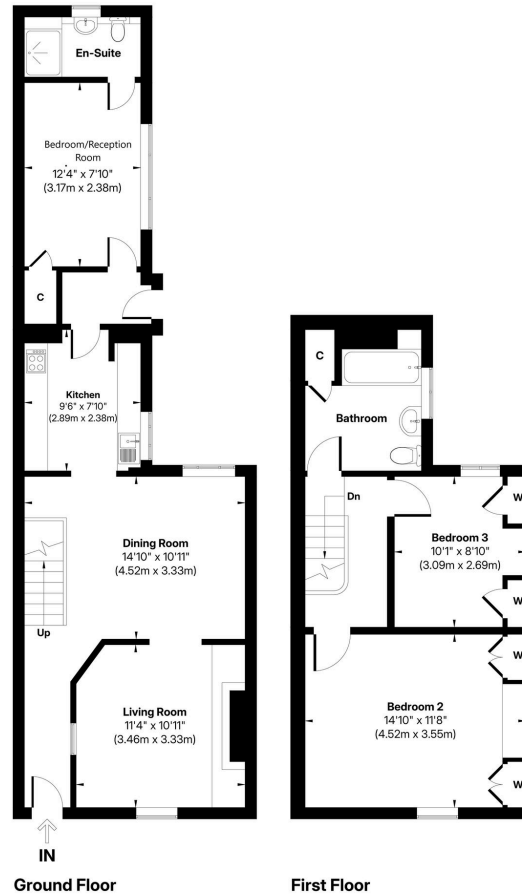 En-Suite
Bedroom/Reception
Room
12'4" x 7'10"
(3.17m x 2.38m)
C
Kitchen
9'6" x 7'10"
(2.89m x 2.38m)
Dining Room
14'10" x 10'11"
(4.52m x 3.33m)
Up
Living Room
11'4" x 10'11"
(3.46m x 3.33m)
IN
Ground Floor
C
Bathroom
Dn
W
Bedroom 3
10'1" x 8'10"
(3.09m x 2.69m)
W
W
Bedroom 2
14'10" x 11'8"
(4.52m x 3.55m)
W
First Floor